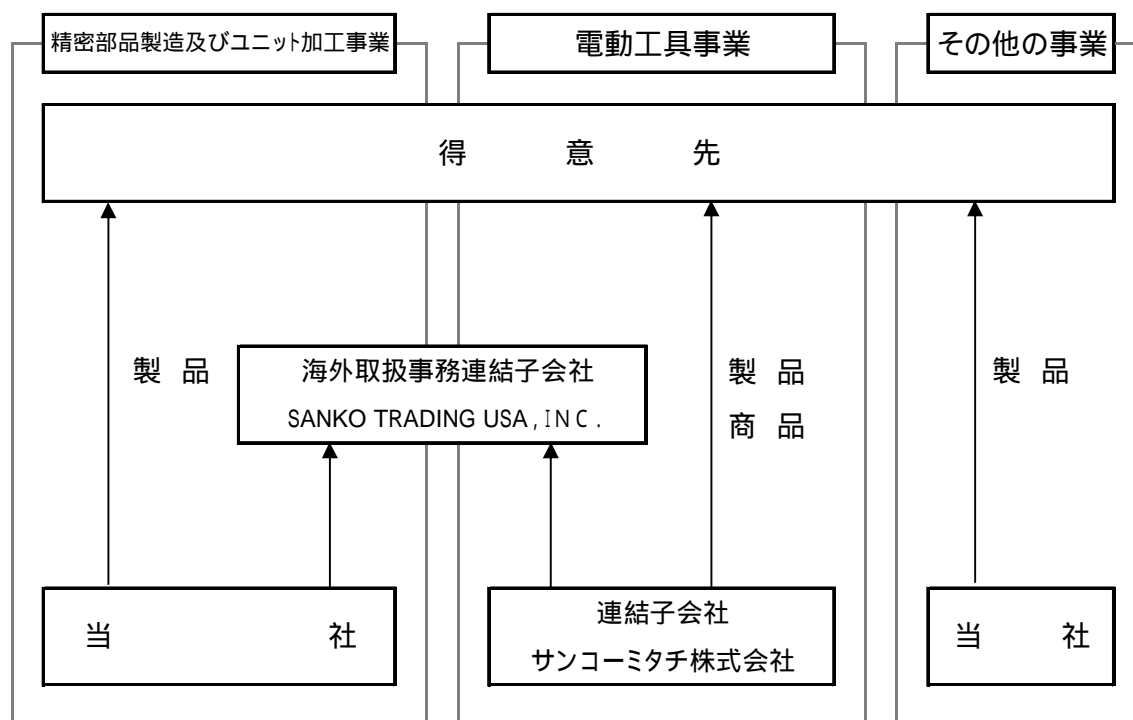 精密部品製造及びユニット加工事業
電動工具事業
その他の事業
得 意 先
製 品
海外取扱事務連結子会社
SANKO TRADING USA,INC.
製 品
商 品
製 品
当 社
連結子会社
サンコーミタチ株式会社
当 社